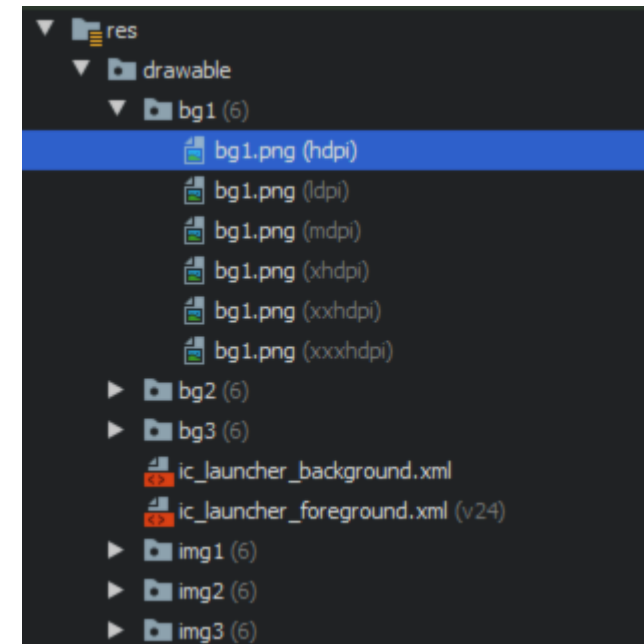 res
drawable
bg1 (6)
bg1.png (hdpi)
bg1.png (ldpi)
bg1.png (mdpi)
bg1.png (xhdpi)
bg1.png (xxhdpi)
bg1.png (xxxhdpi)
bg2 (6)
bg3 (6)
ic_launcher_background.xml
ic_launcher_foreground.xml (v24)
img1 (6)
img2 (6)
img3 (6)